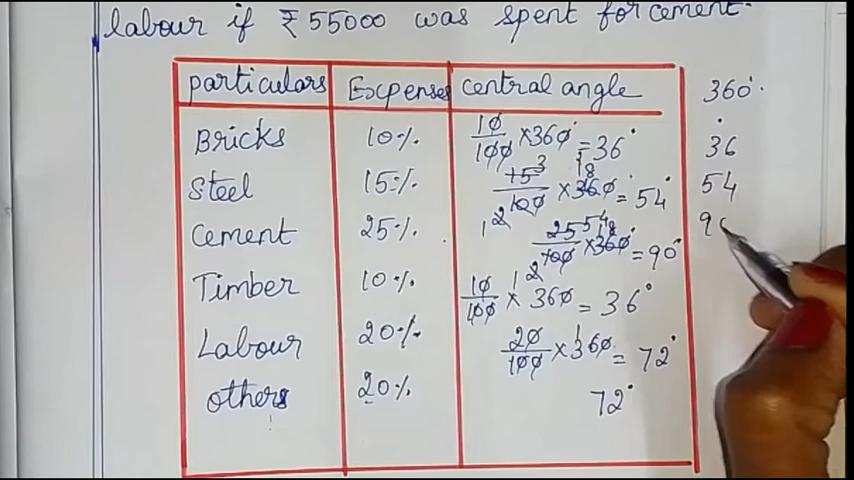 labour if ₹55000 was spent for cement.
particulars Expenses central angle
Bricks 10% 10/100 × 360° = 36°
Steel 15% 15/100 × 360° = 54°
Cement 25% 25/100 × 360° = 90°
Timber 10% 10/100 × 360 = 36°
Labour 20% 20/100 × 360° = 72°
others 20% 72°
360°
36
54
90